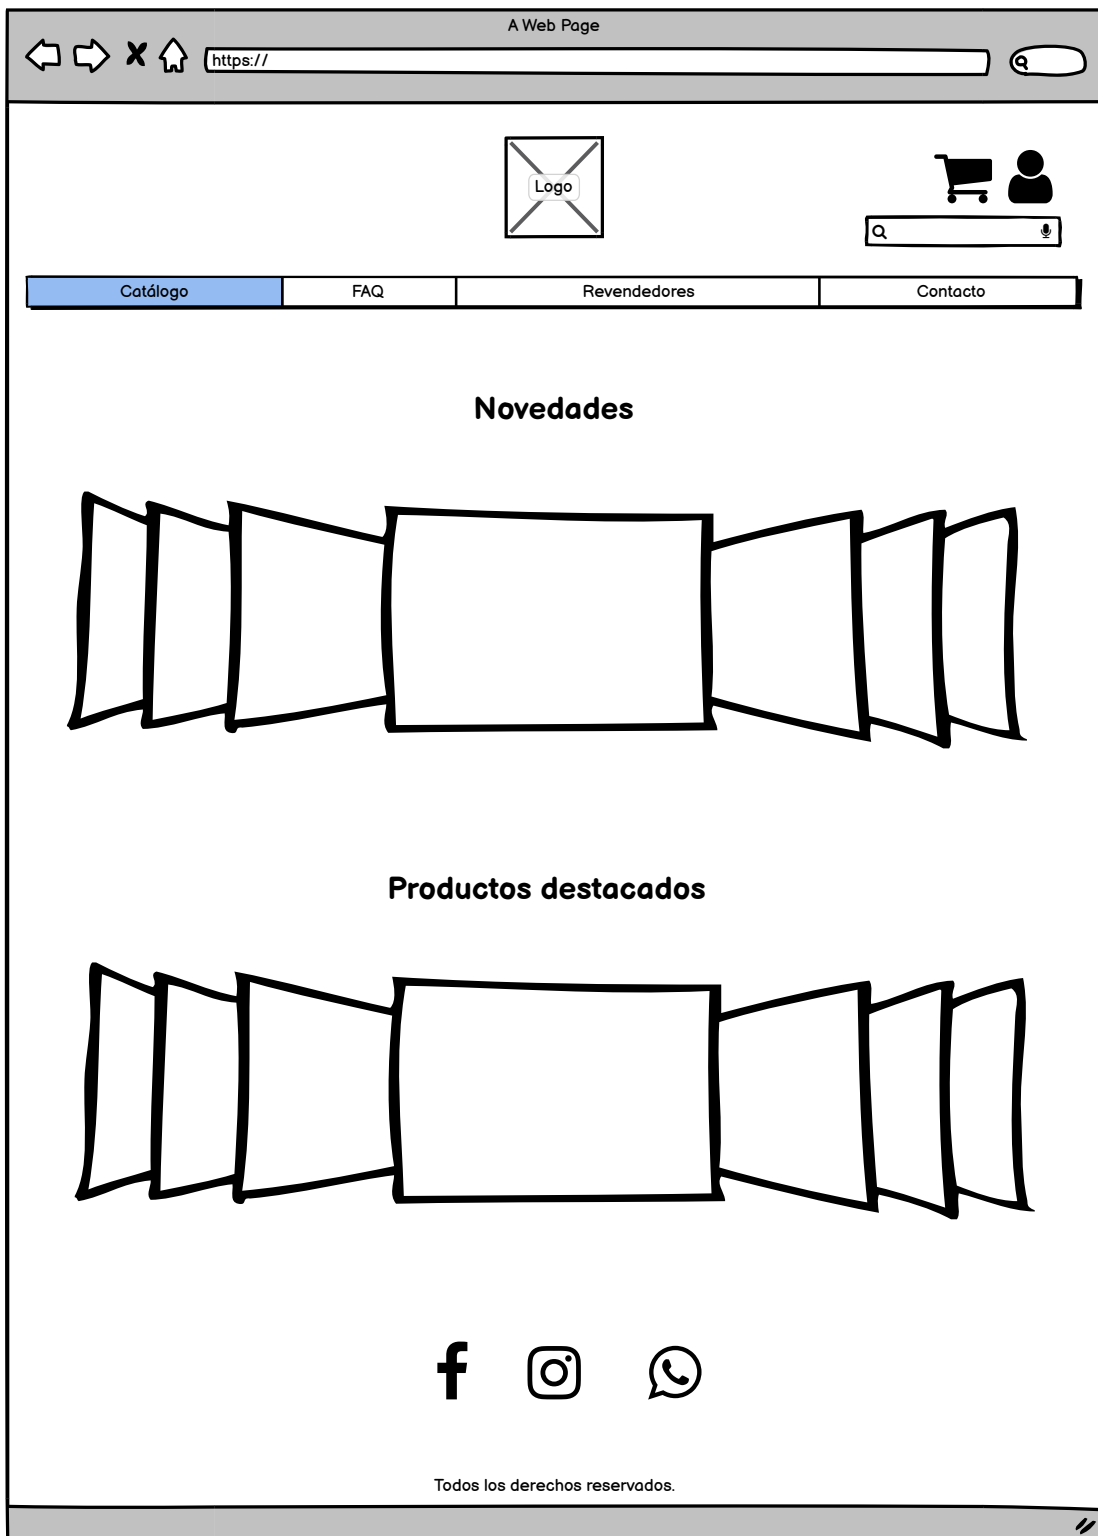 A Web Page
https://
Logo
Catálogo
FAQ
Revendedores
Contacto
Novedades
Productos destacados
Todos los derechos reservados.